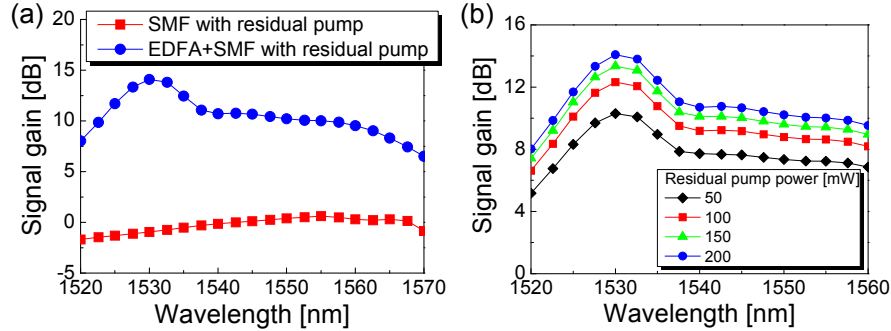 (a)
Signal gain [dB]
20
15
10
5
0
-5
SMF with residual pump
EDFA+SMF with residual pump
1520 1530 1540 1550 1560 1570
Wavelength [nm]
(b)
Signal gain [dB]
16
12
8
4
0
Residual pump power [mW]
50
100
150
200
1520 1530 1540 1550 1560
Wavelength [nm]